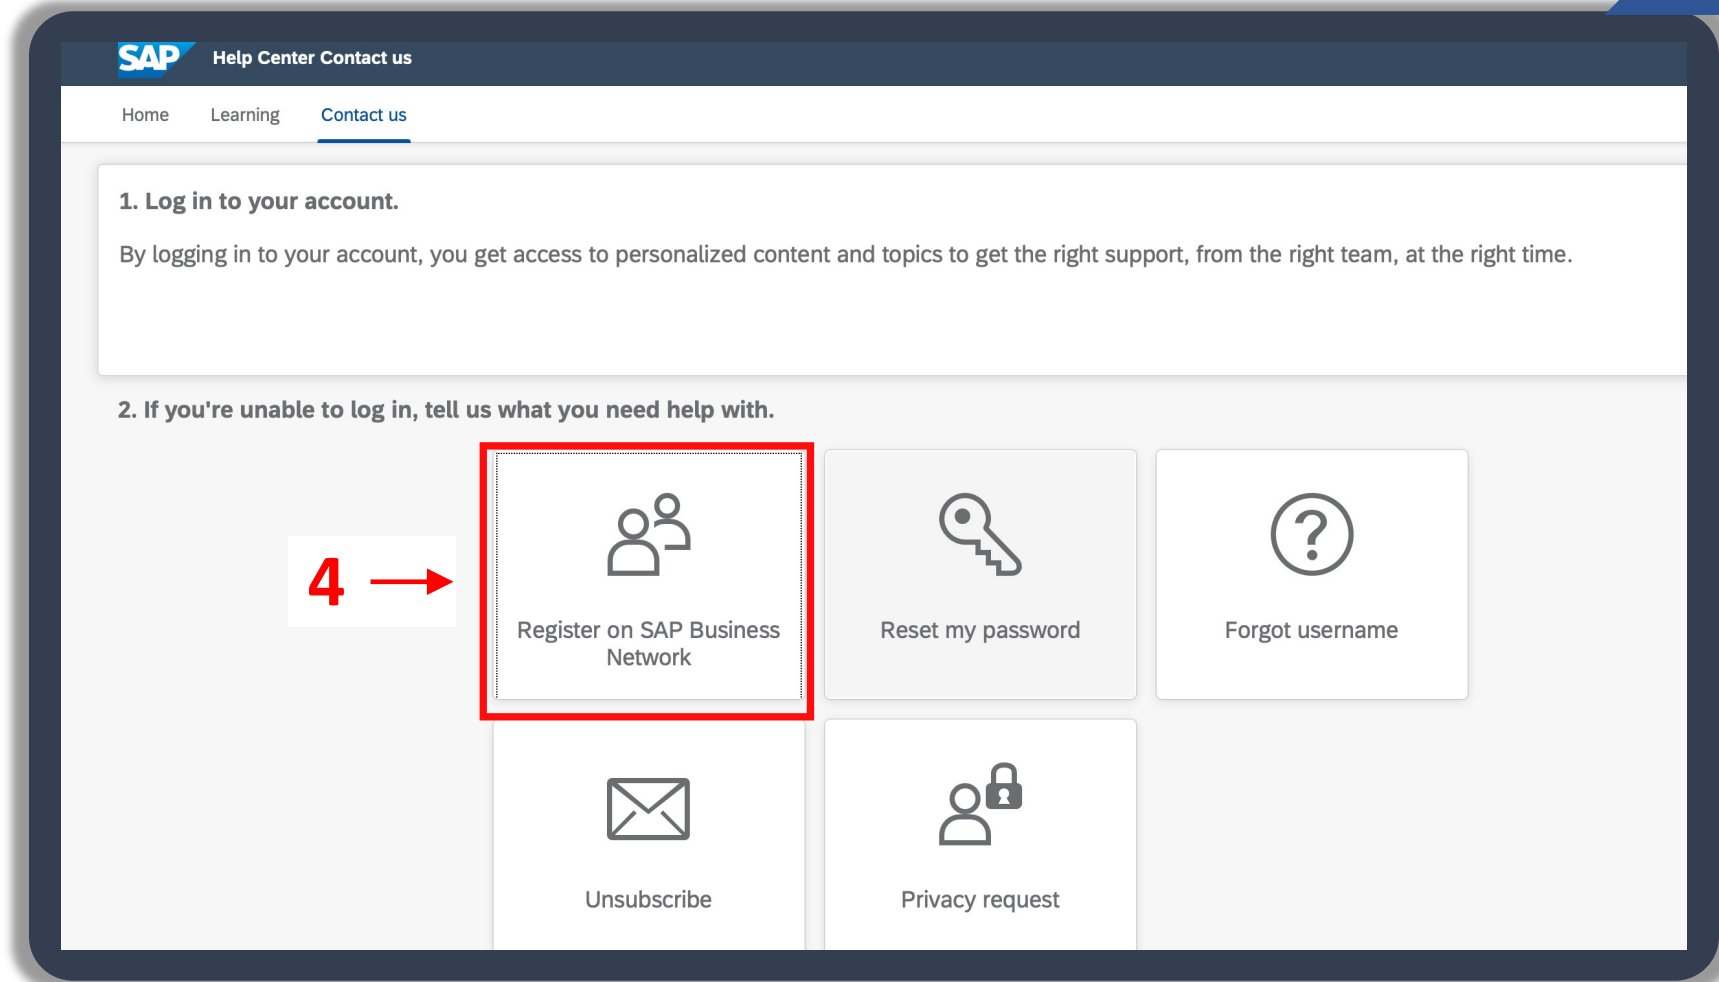 SAP Help Center Contact us
Home Learning Contact us
1. Log in to your account.
By logging in to your account, you get access to personalized content and topics to get the right support, from the right team, at the right time.
2. If you're unable to log in, tell us what you need help with.
4
Register on SAP Business
Network
Reset my password
?
Forgot username
Unsubscribe
Privacy request